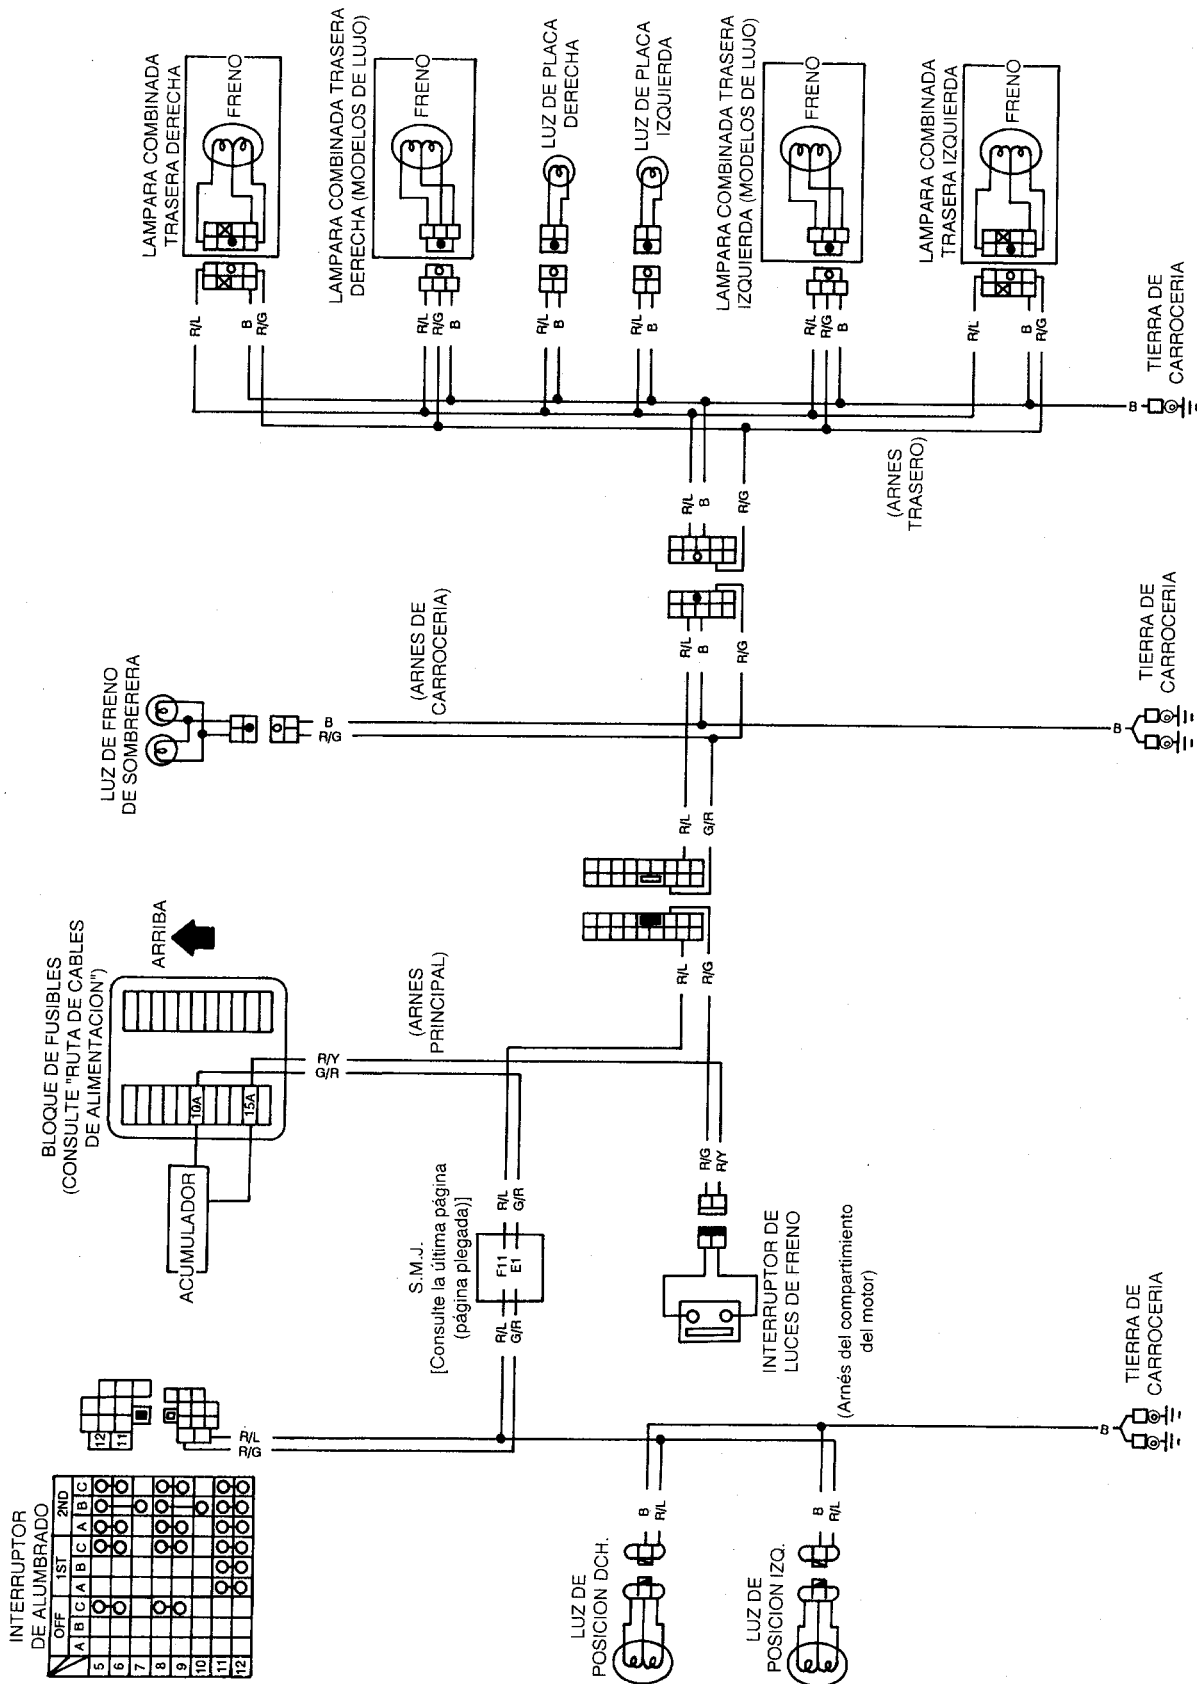 INTERRUPTOR
DE ALUMBRADO
OFF 1ST 2ND
A B C A B C A B C
5
6
7
8
9
10
11
12
12
11
R/L
R/G
ACUMULADOR
BLOQUE DE FUSIBLES
(CONSULTE "RUTA DE CABLES
DE ALIMENTACION")
10A
15A
ARRIBA
R/Y
G/R
(ARNES
PRINCIPAL)
S.M.J.
[Consulte la última página
(página plegada)]
R/L
G/R
F11
E1
R/L
G/R
LUZ DE
POSICION DCH.
B
R/L
LUZ DE
POSICION IZQ.
B
R/L
(Arnés del compartimiento
del motor)
B
TIERRA DE
CARROCERIA
INTERRUPTOR DE
LUCES DE FRENO
R/G
R/Y
R/L
R/G
R/L
G/R
LUZ DE FRENO
DE SOMBRERERA
B
R/G
(ARNES DE
CARROCERIA)
B
TIERRA DE
CARROCERIA
R/L
B
R/G
R/L
B
R/G
(ARNES
TRASERO)
LAMPARA COMBINADA
TRASERA DERECHA
FRENO
R/L
B
R/G
LAMPARA COMBINADA TRASERA
DERECHA (MODELOS DE LUJO)
FRENO
R/L
R/G
B
LUZ DE PLACA
DERECHA
R/L
B
LUZ DE PLACA
IZQUIERDA
R/L
B
LAMPARA COMBINADA TRASERA
IZQUIERDA (MODELOS DE LUJO)
FRENO
R/L
R/G
B
LAMPARA COMBINADA
TRASERA IZQUIERDA
FRENO
R/L
B
R/G
B
TIERRA DE
CARROCERIA